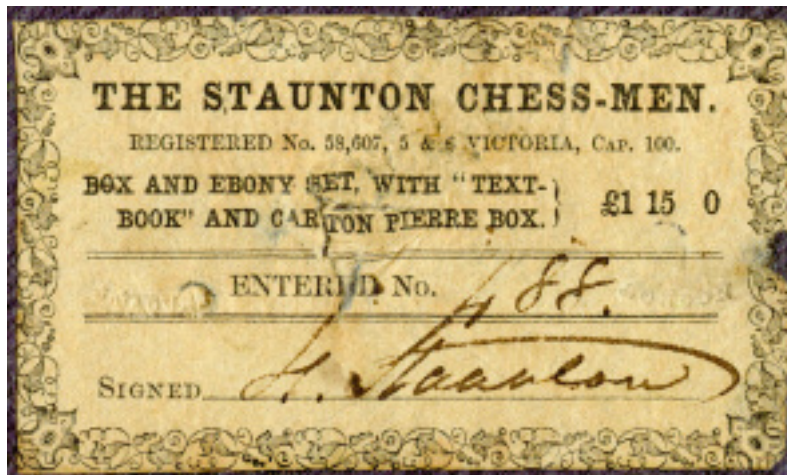 THE STAUNTON CHESS-MEN.
REGISTERED No. 58,607, 5 & 6 VICTORIA, CAP. 100.
BOX AND EBONY SET, WITH "TEXT-
BOOK" AND CARTON PIERRE BOX. } £1 15 0
ENTERED No. 488.
SIGNED H. Staunton